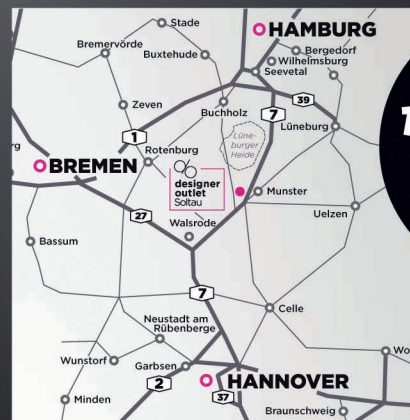 Stade
HAMBURG
Bremervörde
Bergedorf
Buxtehude
Wilhelmsburg
Seevetal
Zeven
Buchholz
39
7
1
Lüneburg
Lüne-
burger
Heide
Rotenburg
BREMEN
designer
outlet
Soltau
Munster
27
Walsrode
Uelzen
Bassum
7
Celle
Neustadt am
Rübenberge
Wunstorf
Garbsen
2
HANNOVER
37
Minden
Braunschweig